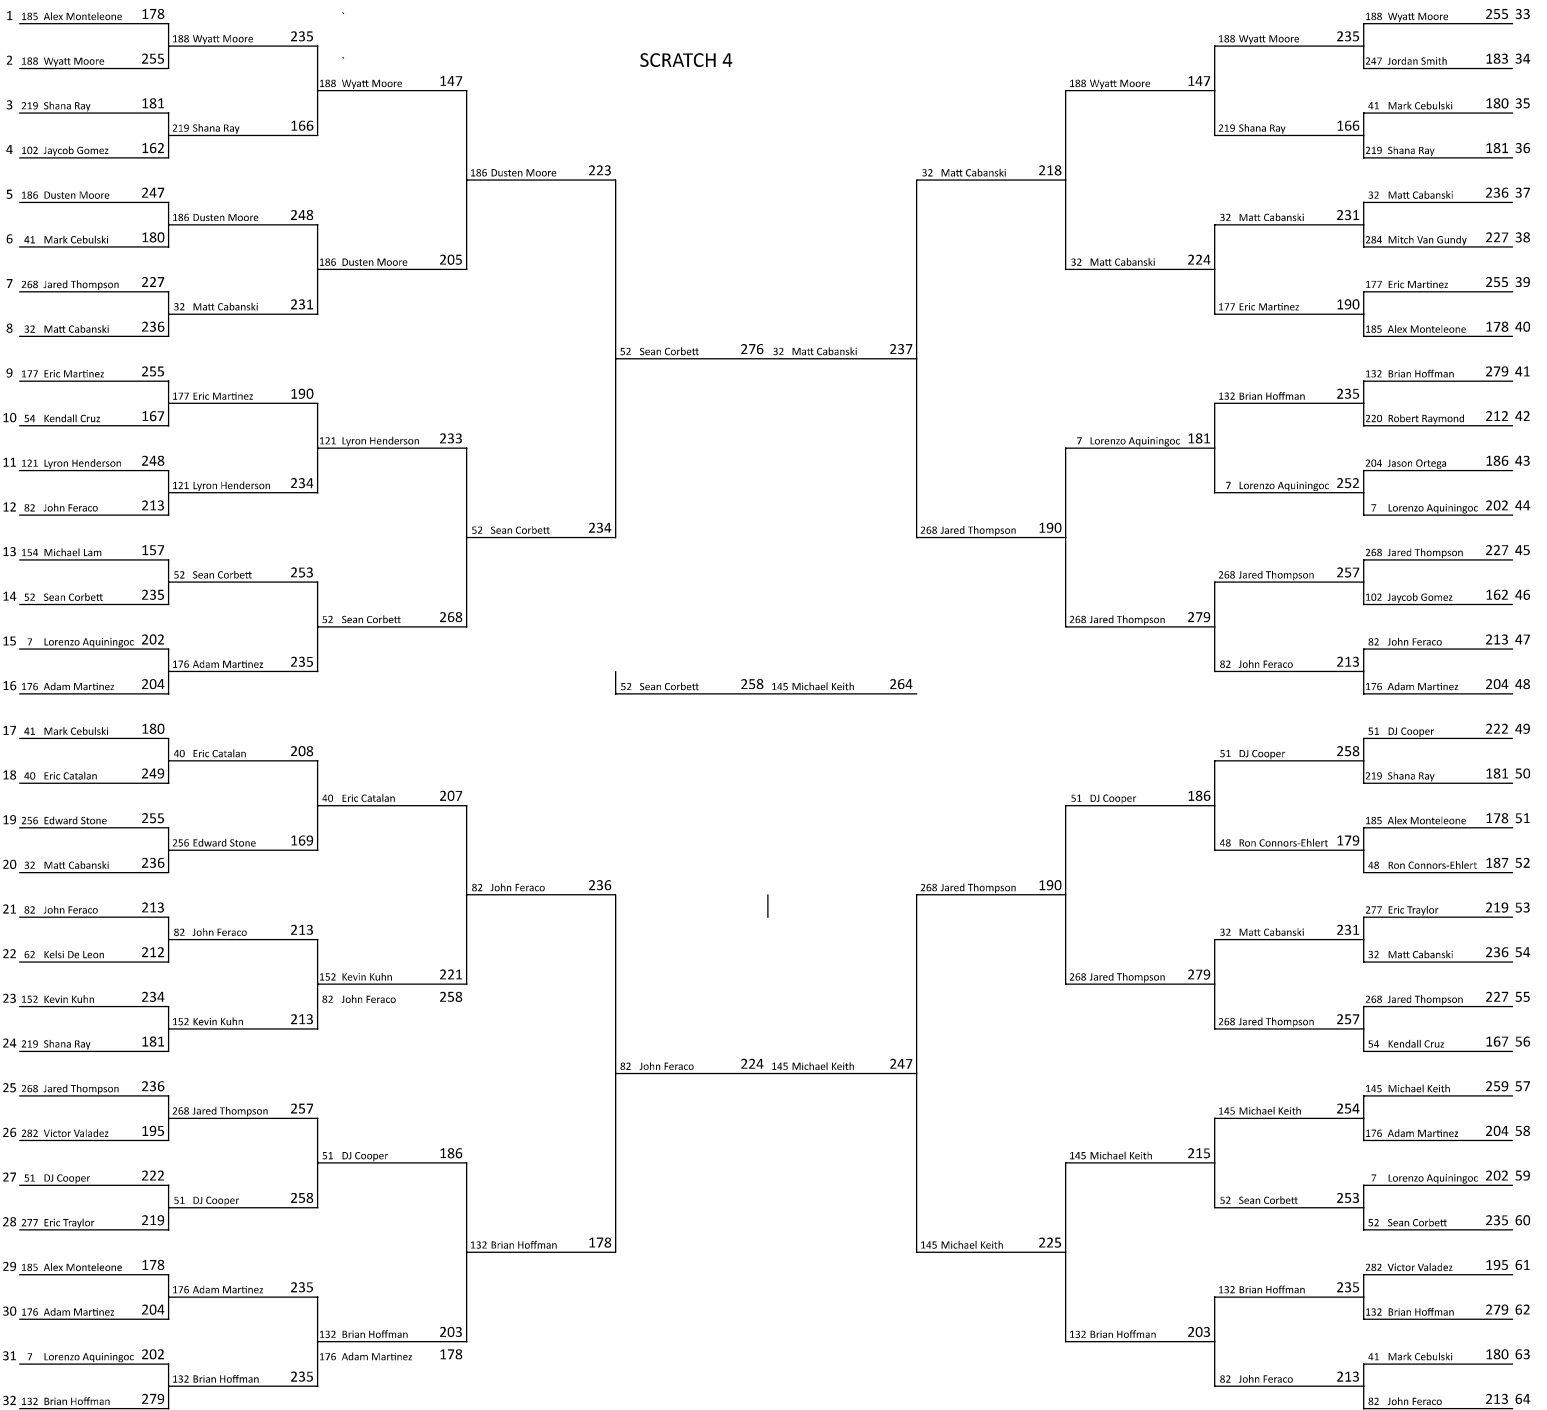 SCRATCH 4
1 185 Alex Monteleone 178
188 Wyatt Moore 235
2 188 Wyatt Moore 255
188 Wyatt Moore 147
3 219 Shana Ray 181
219 Shana Ray 166
4 102 Jaycob Gomez 162
186 Dusten Moore 223
5 186 Dusten Moore 247
186 Dusten Moore 248
6 41 Mark Cebulski 180
186 Dusten Moore 205
7 268 Jared Thompson 227
32 Matt Cabanski 231
8 32 Matt Cabanski 236
52 Sean Corbett 276
9 177 Eric Martinez 255
177 Eric Martinez 190
10 54 Kendall Cruz 167
121 Lyron Henderson 233
11 121 Lyron Henderson 248
121 Lyron Henderson 234
12 82 John Feraco 213
52 Sean Corbett 234
13 154 Michael Lam 157
52 Sean Corbett 253
14 52 Sean Corbett 235
52 Sean Corbett 268
15 7 Lorenzo Aquiningoc 202
176 Adam Martinez 235
16 176 Adam Martinez 204
52 Sean Corbett 258 145 Michael Keith 264
17 41 Mark Cebulski 180
40 Eric Catalan 208
18 40 Eric Catalan 249
40 Eric Catalan 207
19 256 Edward Stone 255
256 Edward Stone 169
20 32 Matt Cabanski 236
82 John Feraco 236
21 82 John Feraco 213
82 John Feraco 213
22 62 Kelsi De Leon 212
152 Kevin Kuhn 221
82 John Feraco 258
23 152 Kevin Kuhn 234
152 Kevin Kuhn 213
24 219 Shana Ray 181
82 John Feraco 224
25 268 Jared Thompson 236
268 Jared Thompson 257
26 282 Victor Valadez 195
51 DJ Cooper 186
27 51 DJ Cooper 222
51 DJ Cooper 258
28 277 Eric Traylor 219
132 Brian Hoffman 178
29 185 Alex Monteleone 178
176 Adam Martinez 235
30 176 Adam Martinez 204
132 Brian Hoffman 203
176 Adam Martinez 178
31 7 Lorenzo Aquiningoc 202
132 Brian Hoffman 235
32 132 Brian Hoffman 279
188 Wyatt Moore 255 33
188 Wyatt Moore 235
247 Jordan Smith 183 34
188 Wyatt Moore 147
41 Mark Cebulski 180 35
219 Shana Ray 166
219 Shana Ray 181 36
32 Matt Cabanski 218
32 Matt Cabanski 236 37
32 Matt Cabanski 231
284 Mitch Van Gundy 227 38
32 Matt Cabanski 224
177 Eric Martinez 255 39
177 Eric Martinez 190
185 Alex Monteleone 178 40
32 Matt Cabanski 237
132 Brian Hoffman 279 41
132 Brian Hoffman 235
220 Robert Raymond 212 42
7 Lorenzo Aquiningoc 181
204 Jason Ortega 186 43
7 Lorenzo Aquiningoc 252
7 Lorenzo Aquiningoc 202 44
268 Jared Thompson 190
268 Jared Thompson 227 45
268 Jared Thompson 257
102 Jaycob Gomez 162 46
268 Jared Thompson 279
82 John Feraco 213 47
82 John Feraco 213
176 Adam Martinez 204 48
51 DJ Cooper 222 49
51 DJ Cooper 258
219 Shana Ray 181 50
51 DJ Cooper 186
185 Alex Monteleone 178 51
48 Ron Connors-Ehlert 179
48 Ron Connors-Ehlert 187 52
268 Jared Thompson 190
277 Eric Traylor 219 53
32 Matt Cabanski 231
32 Matt Cabanski 236 54
268 Jared Thompson 279
268 Jared Thompson 227 55
268 Jared Thompson 257
54 Kendall Cruz 167 56
145 Michael Keith 247
145 Michael Keith 259 57
145 Michael Keith 254
176 Adam Martinez 204 58
145 Michael Keith 215
7 Lorenzo Aquiningoc 202 59
52 Sean Corbett 253
52 Sean Corbett 235 60
145 Michael Keith 225
282 Victor Valadez 195 61
132 Brian Hoffman 235
132 Brian Hoffman 279 62
132 Brian Hoffman 203
41 Mark Cebulski 180 63
82 John Feraco 213
82 John Feraco 213 64